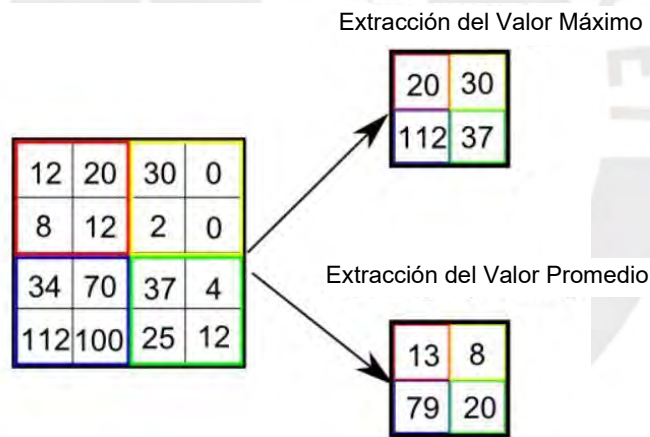 Extracción del Valor Máximo
20 30
112 37
12 20 30 0
8 12 2 0
34 70 37 4
112 100 25 12
Extracción del Valor Promedio
13 8
79 20